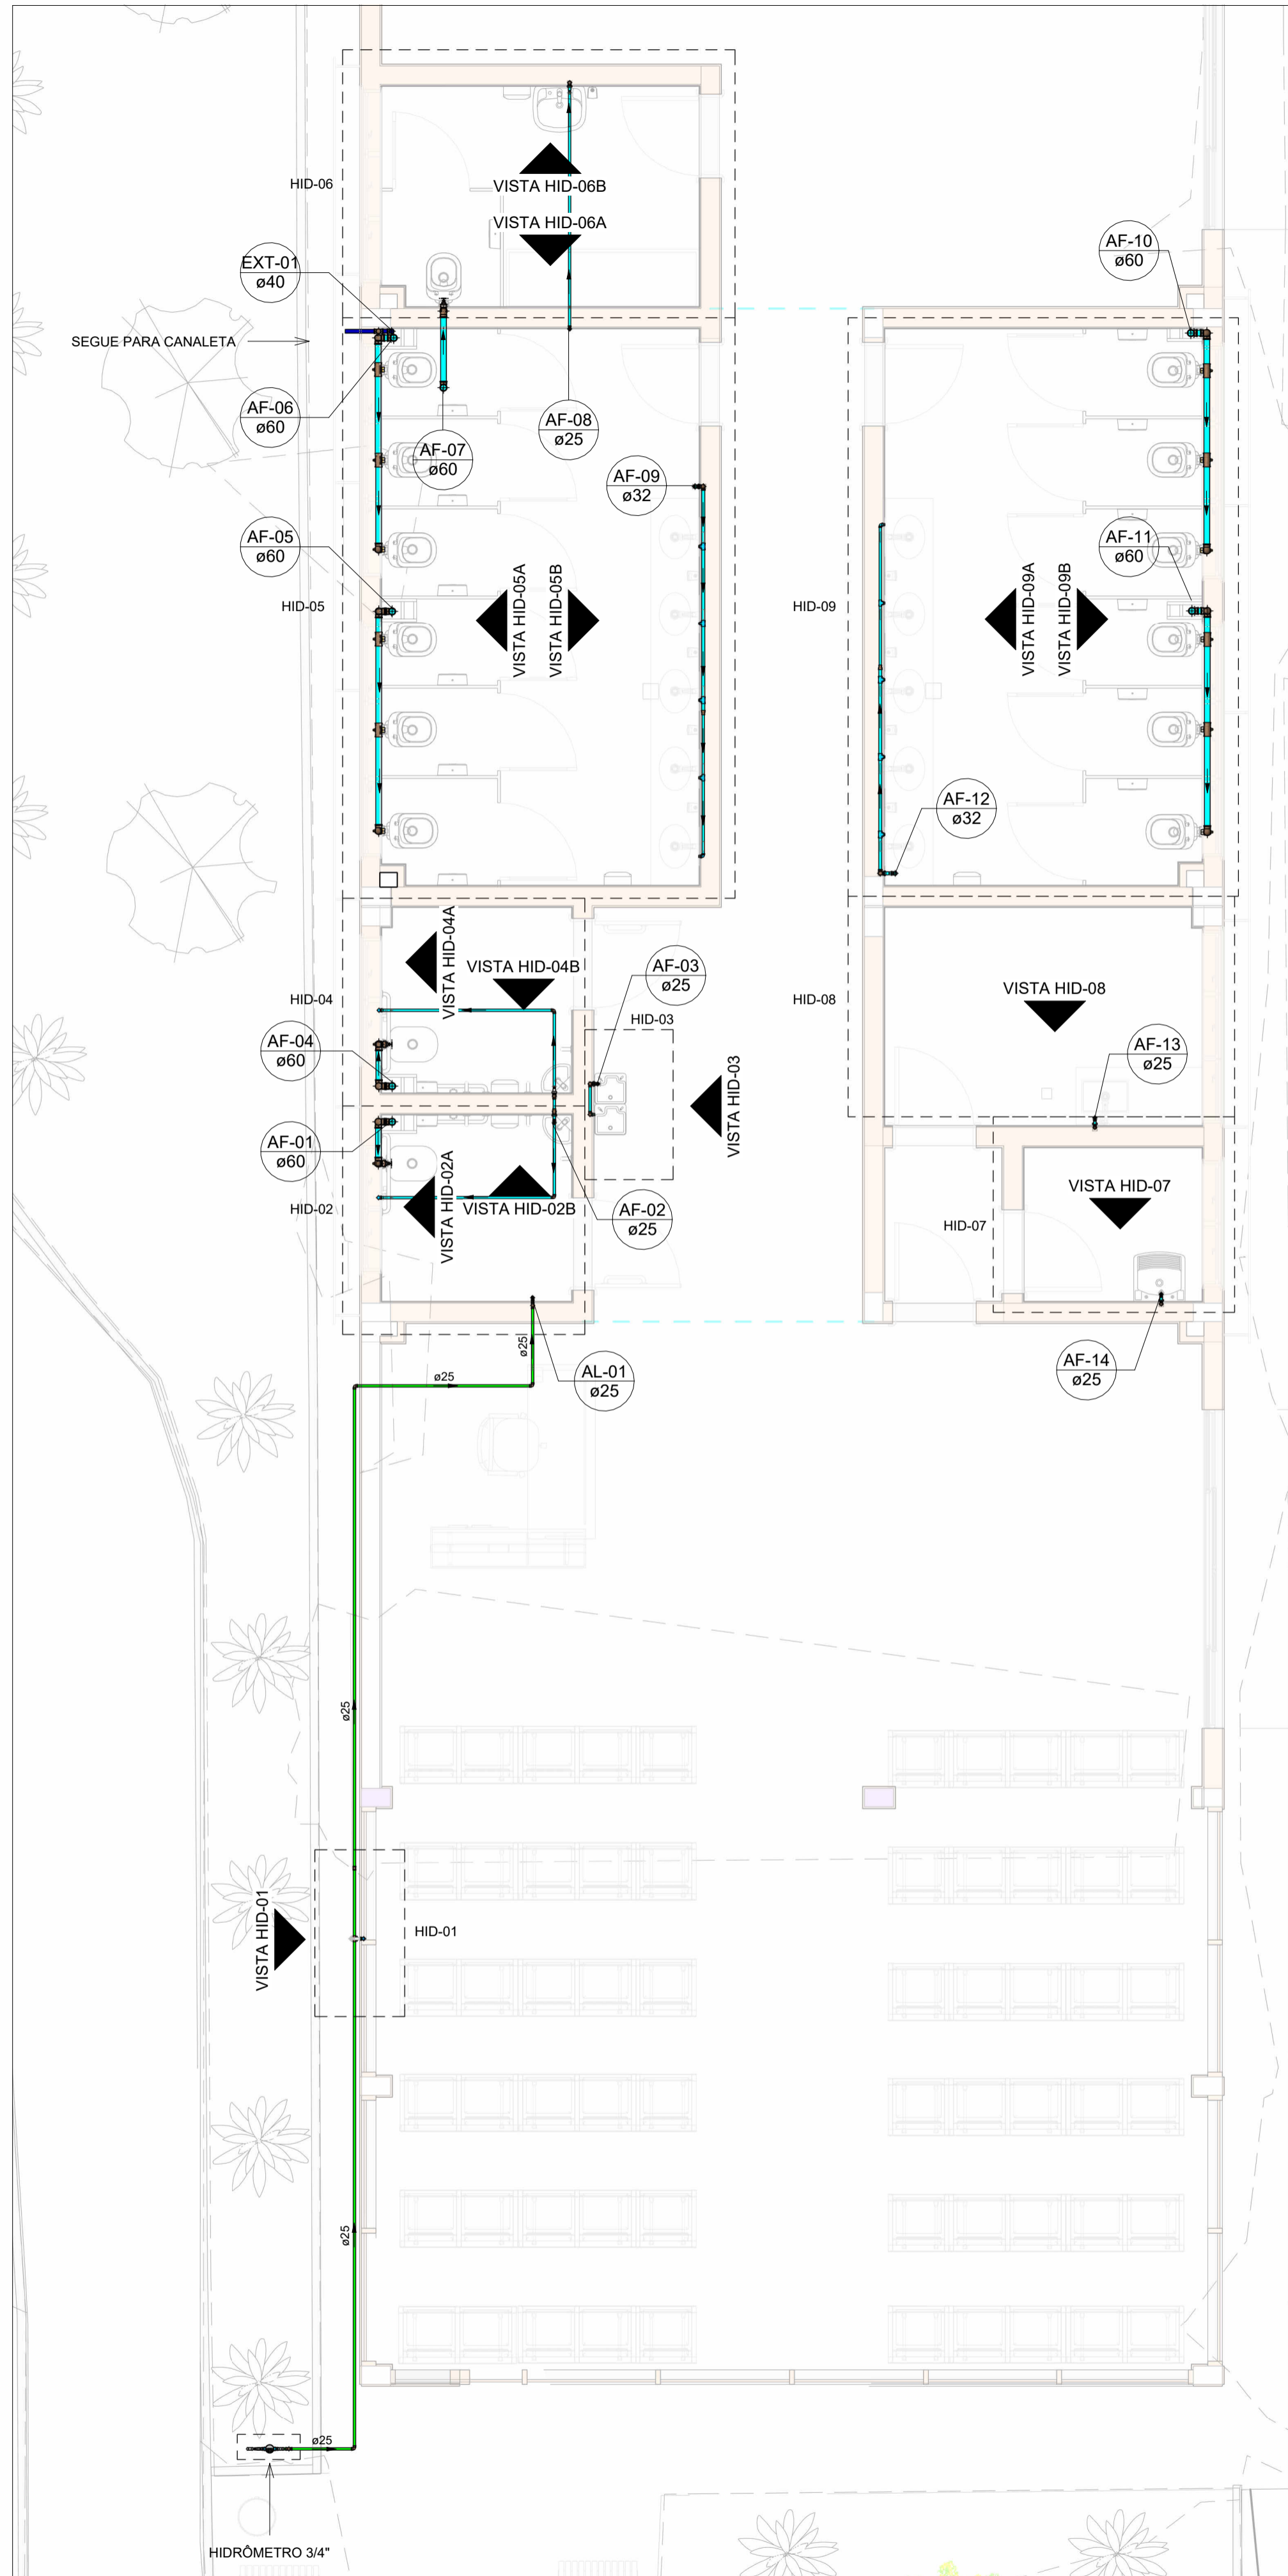 HID-06
VISTA HID-06B
VISTA HID-06A
EXT-01
ø40
AF-10
ø60
SEGUE PARA CANALETA
AF-06
ø60
AF-07
ø60
AF-08
ø25
AF-09
ø32
AF-05
ø60
AF-11
ø60
HID-05
VISTA HID-05A
VISTA HID-05B
HID-09
VISTA HID-09A
VISTA HID-09B
AF-12
ø32
VISTA HID-04A
VISTA HID-04B
AF-03
ø25
HID-04
HID-03
HID-08
VISTA HID-08
AF-04
ø60
VISTA HID-03
AF-13
ø25
AF-01
ø60
HID-02
VISTA HID-02A
VISTA HID-02B
AF-02
ø25
VISTA HID-07
HID-07
ø25
ø25
AL-01
ø25
AF-14
ø25
ø25
VISTA HID-01
HID-01
ø25
ø25
HIDRÔMETRO 3/4"